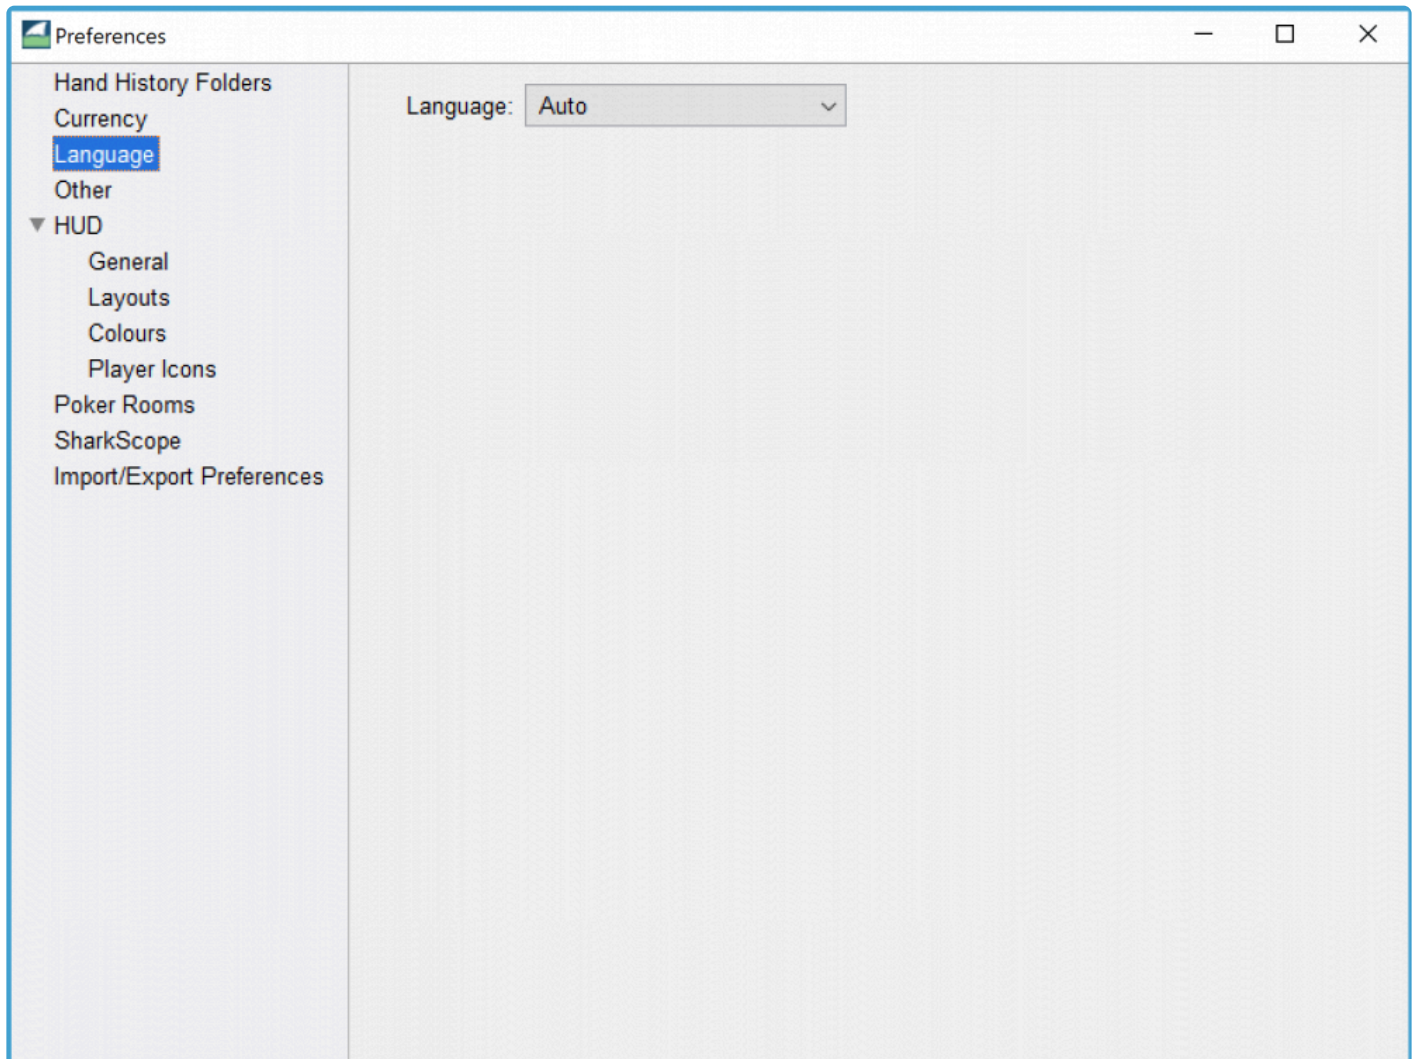 Preferences
Hand History Folders
Currency
Language
Other
HUD
General
Layouts
Colours
Player Icons
Poker Rooms
SharkScope
Import/Export Preferences
Language: Auto